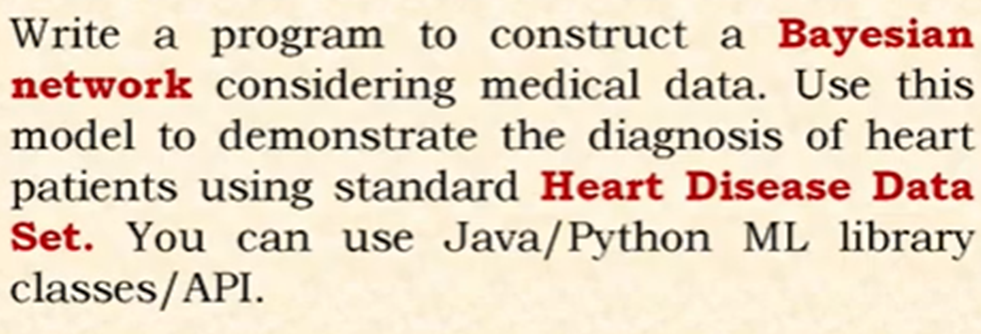 Write a program to construct a Bayesian
network considering medical data. Use this
model to demonstrate the diagnosis of heart
patients using standard Heart Disease Data
Set. You can use Java/Python ML library
classes/API.